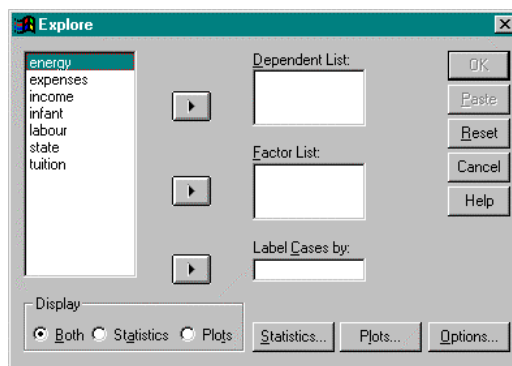 Explore
energy
expenses
income
infant
labour
state
tuition
Dependent List:
Factor List:
Label Cases by:
OK
Paste
Reset
Cancel
Help
Display
Both Statistics Plots
Statistics... Plots... Options...